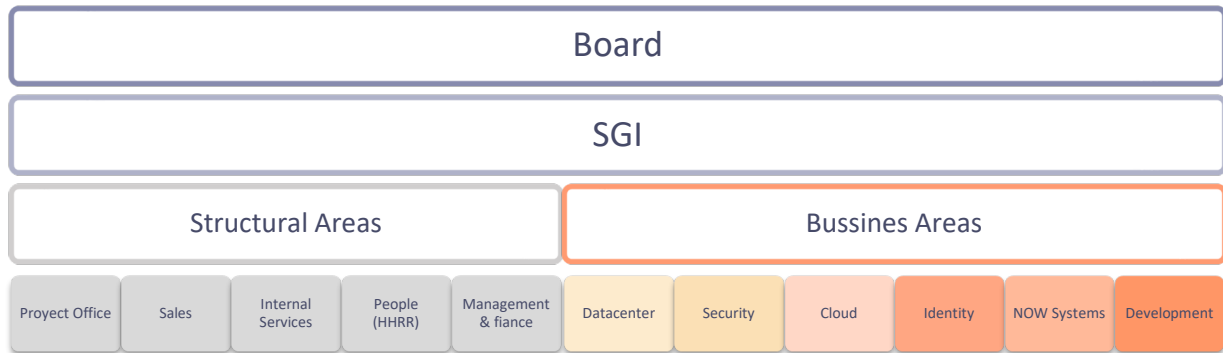 Board
SGI
Structural Areas
Bussines Areas
Proyect Office
Sales
Internal
Services
People
(HHRR)
Management
& fiance
Datacenter
Security
Cloud
Identity
NOW Systems
Development